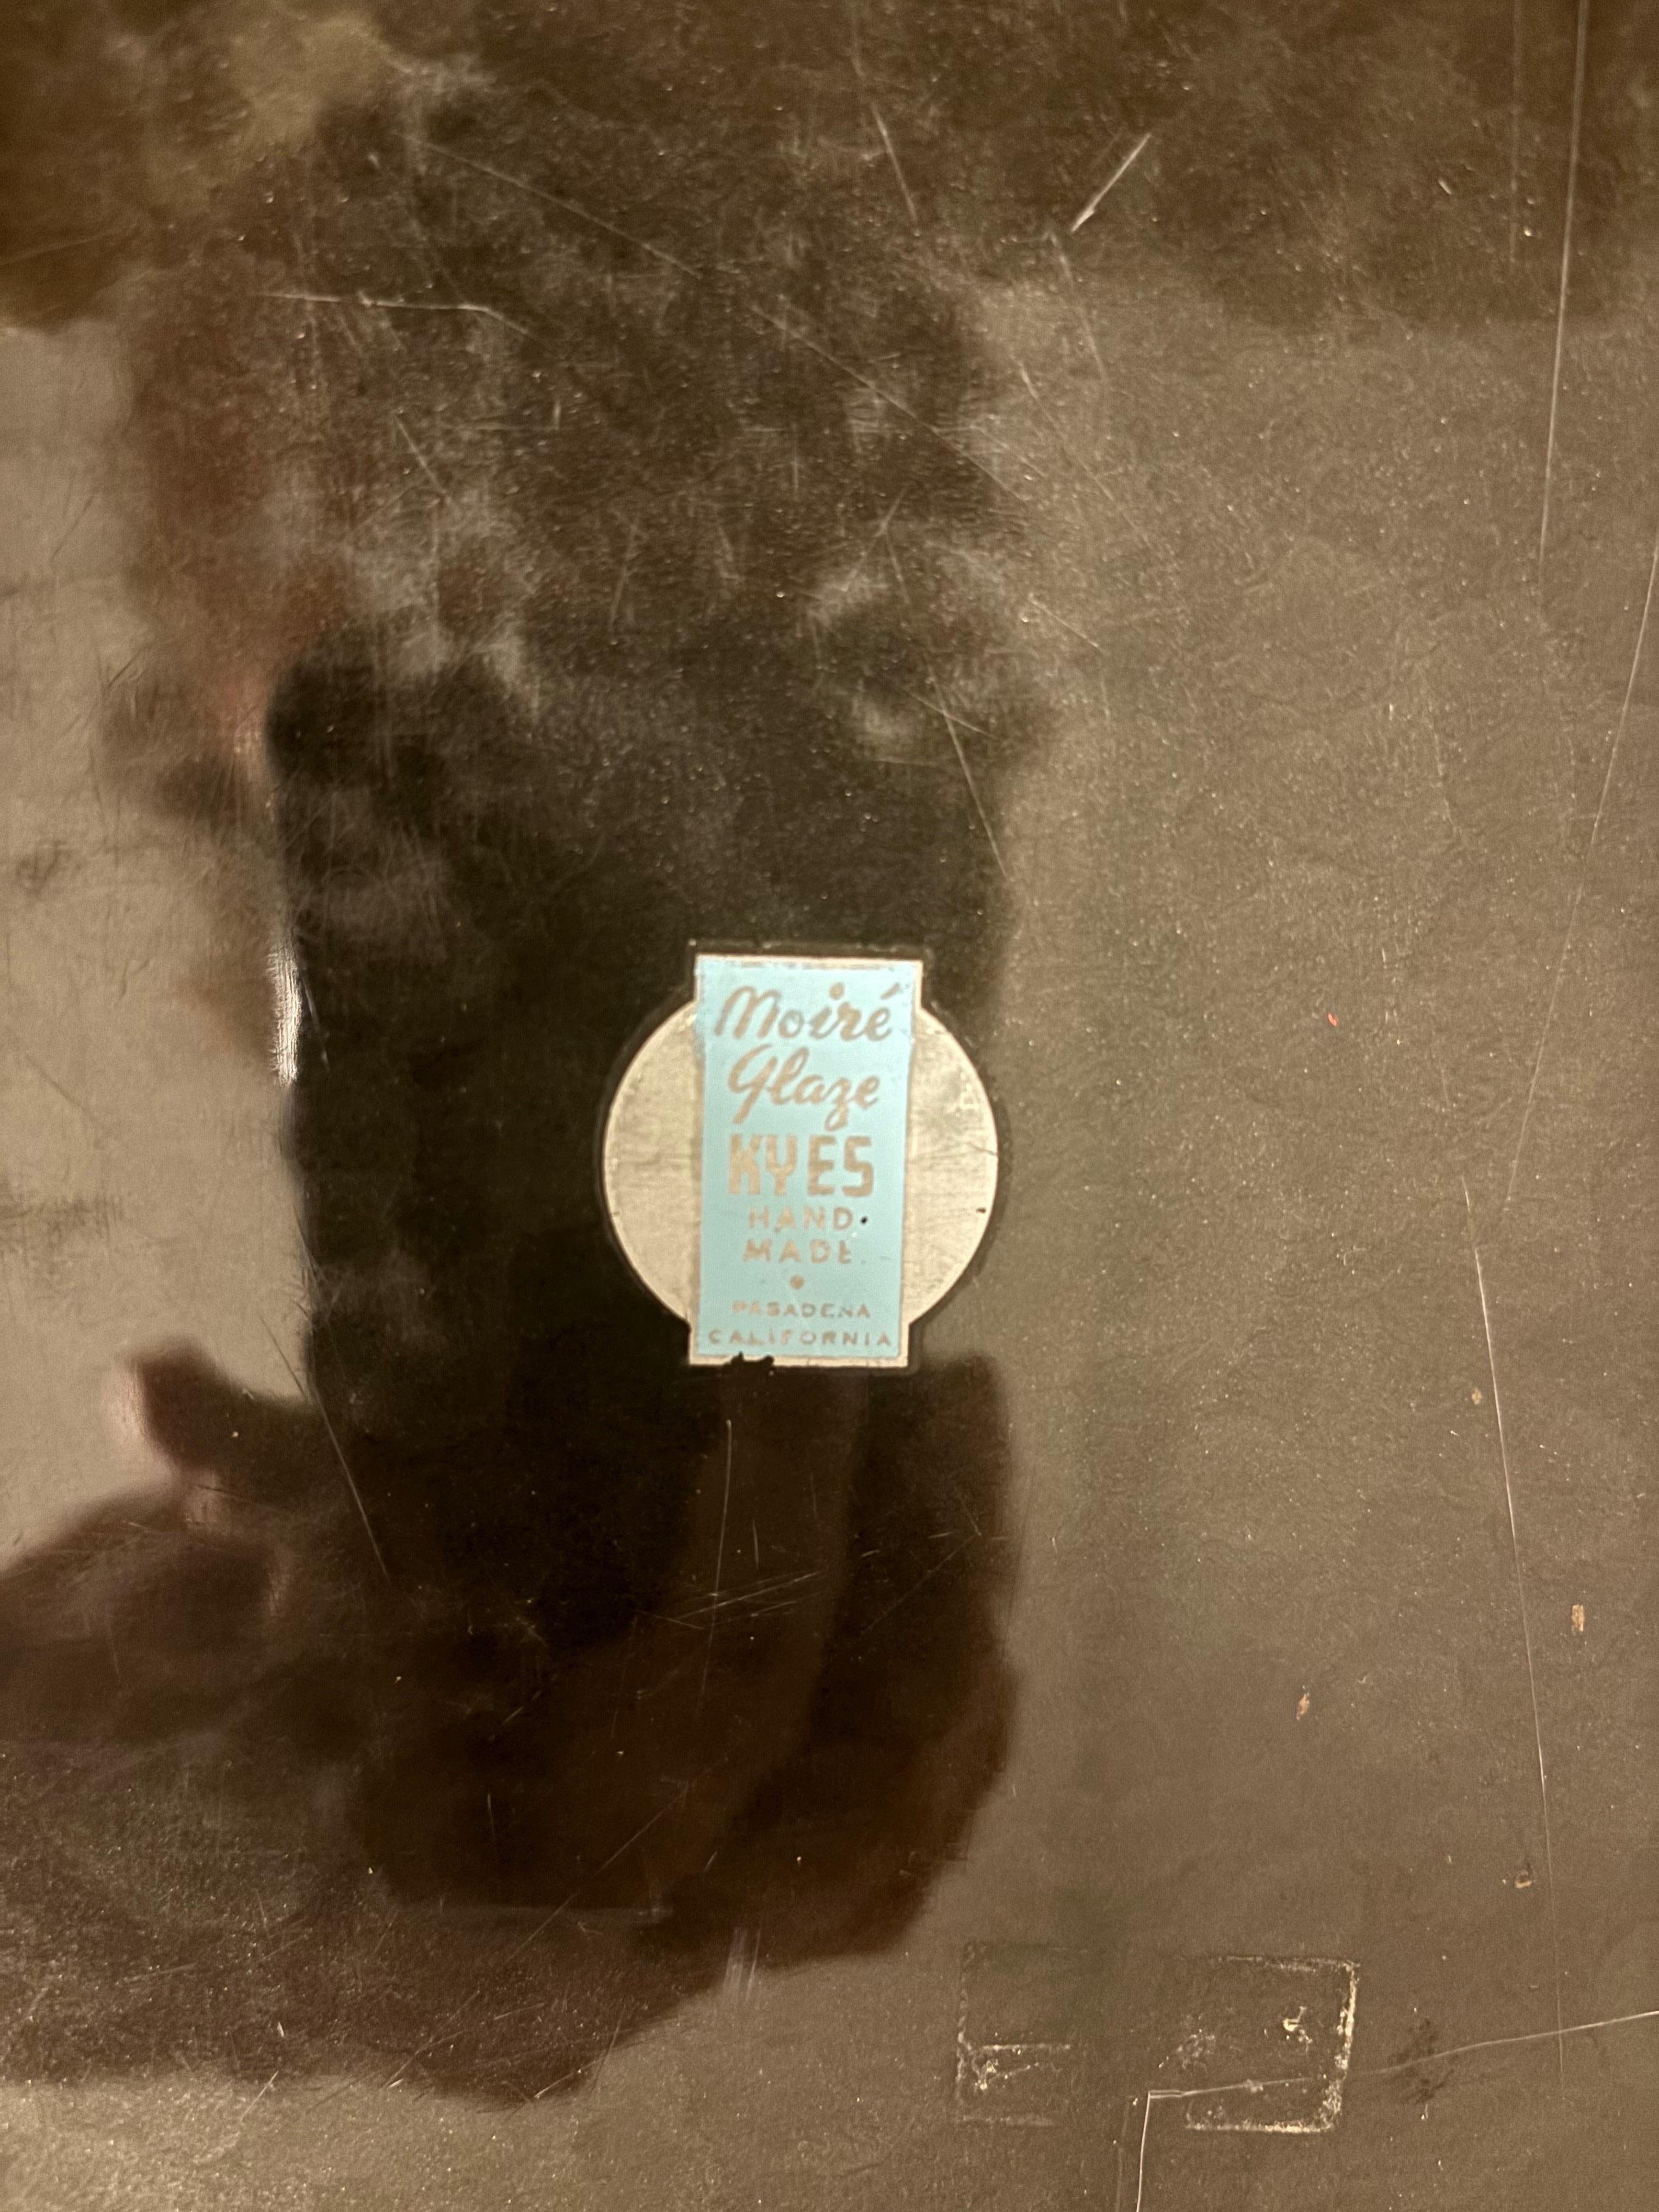 Moiré
Glaze
KYES
HAND
MADE
PASADENA
CALIFORNIA